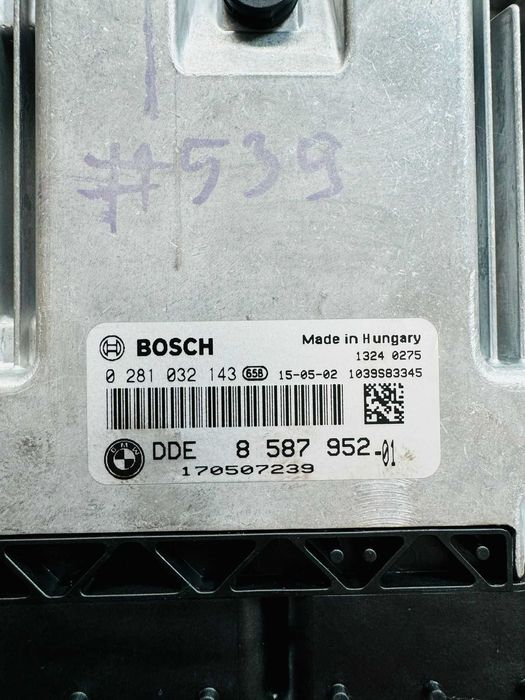 #539
BOSCH Made in Hungary
1324 0275
0 281 032 143 658 15-05-02 1039S83345
BMW DDE 8 587 952-01
170507239